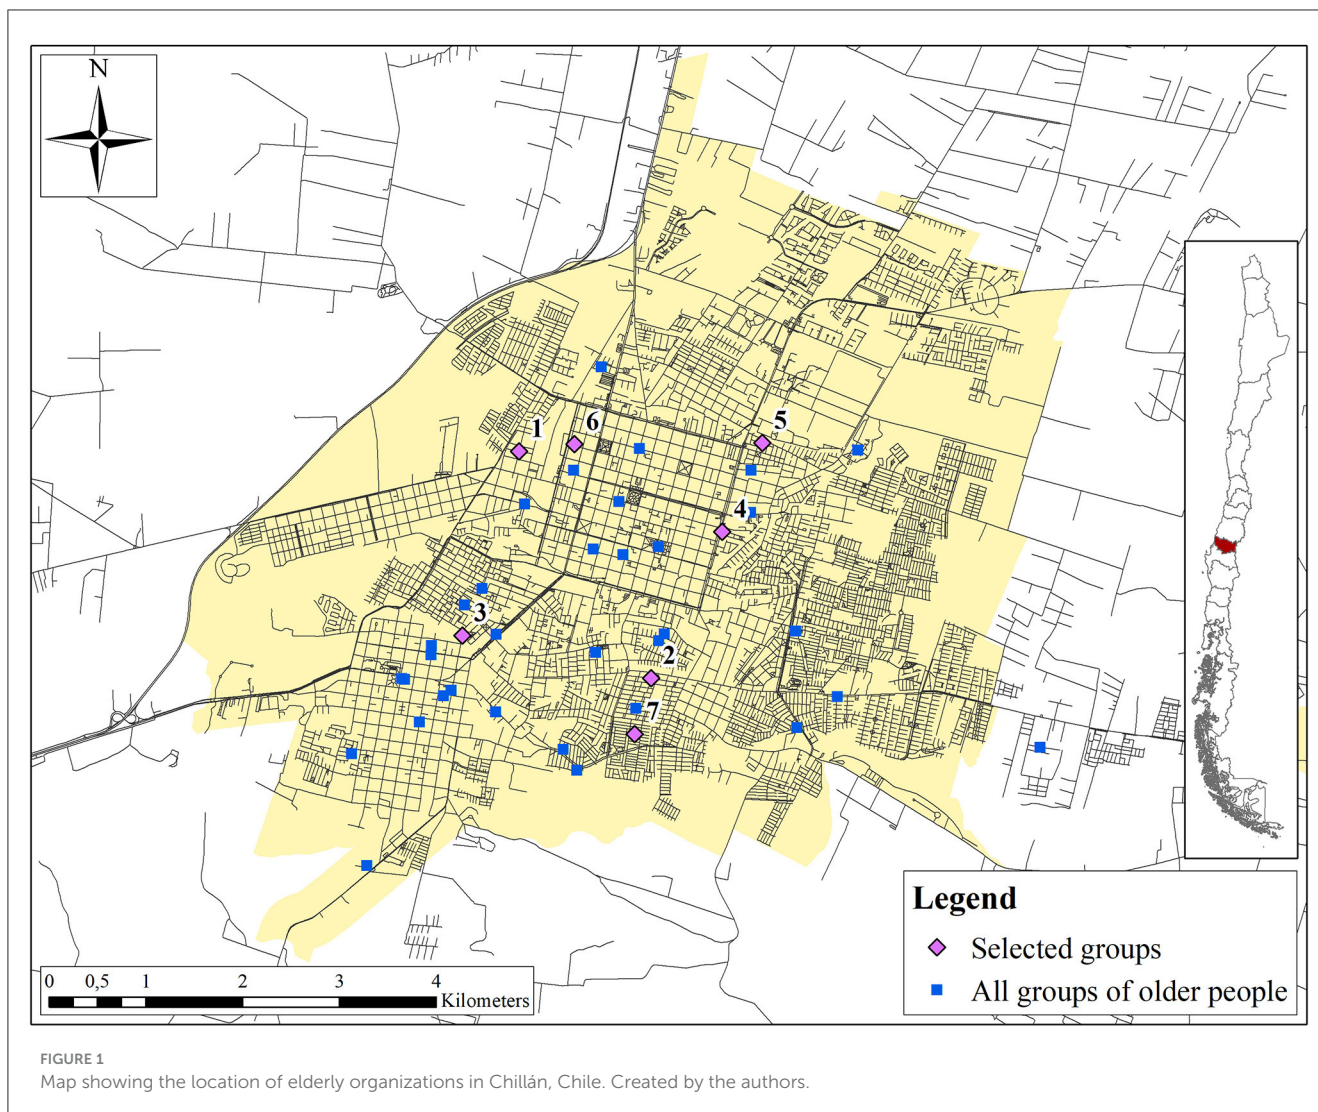 N
1
6
5
4
3
2
7
Legend
Selected groups
All groups of older people
0 0,5 1 2 3 4
Kilometers
FIGURE 1
Map showing the location of elderly organizations in Chillán, Chile. Created by the authors.